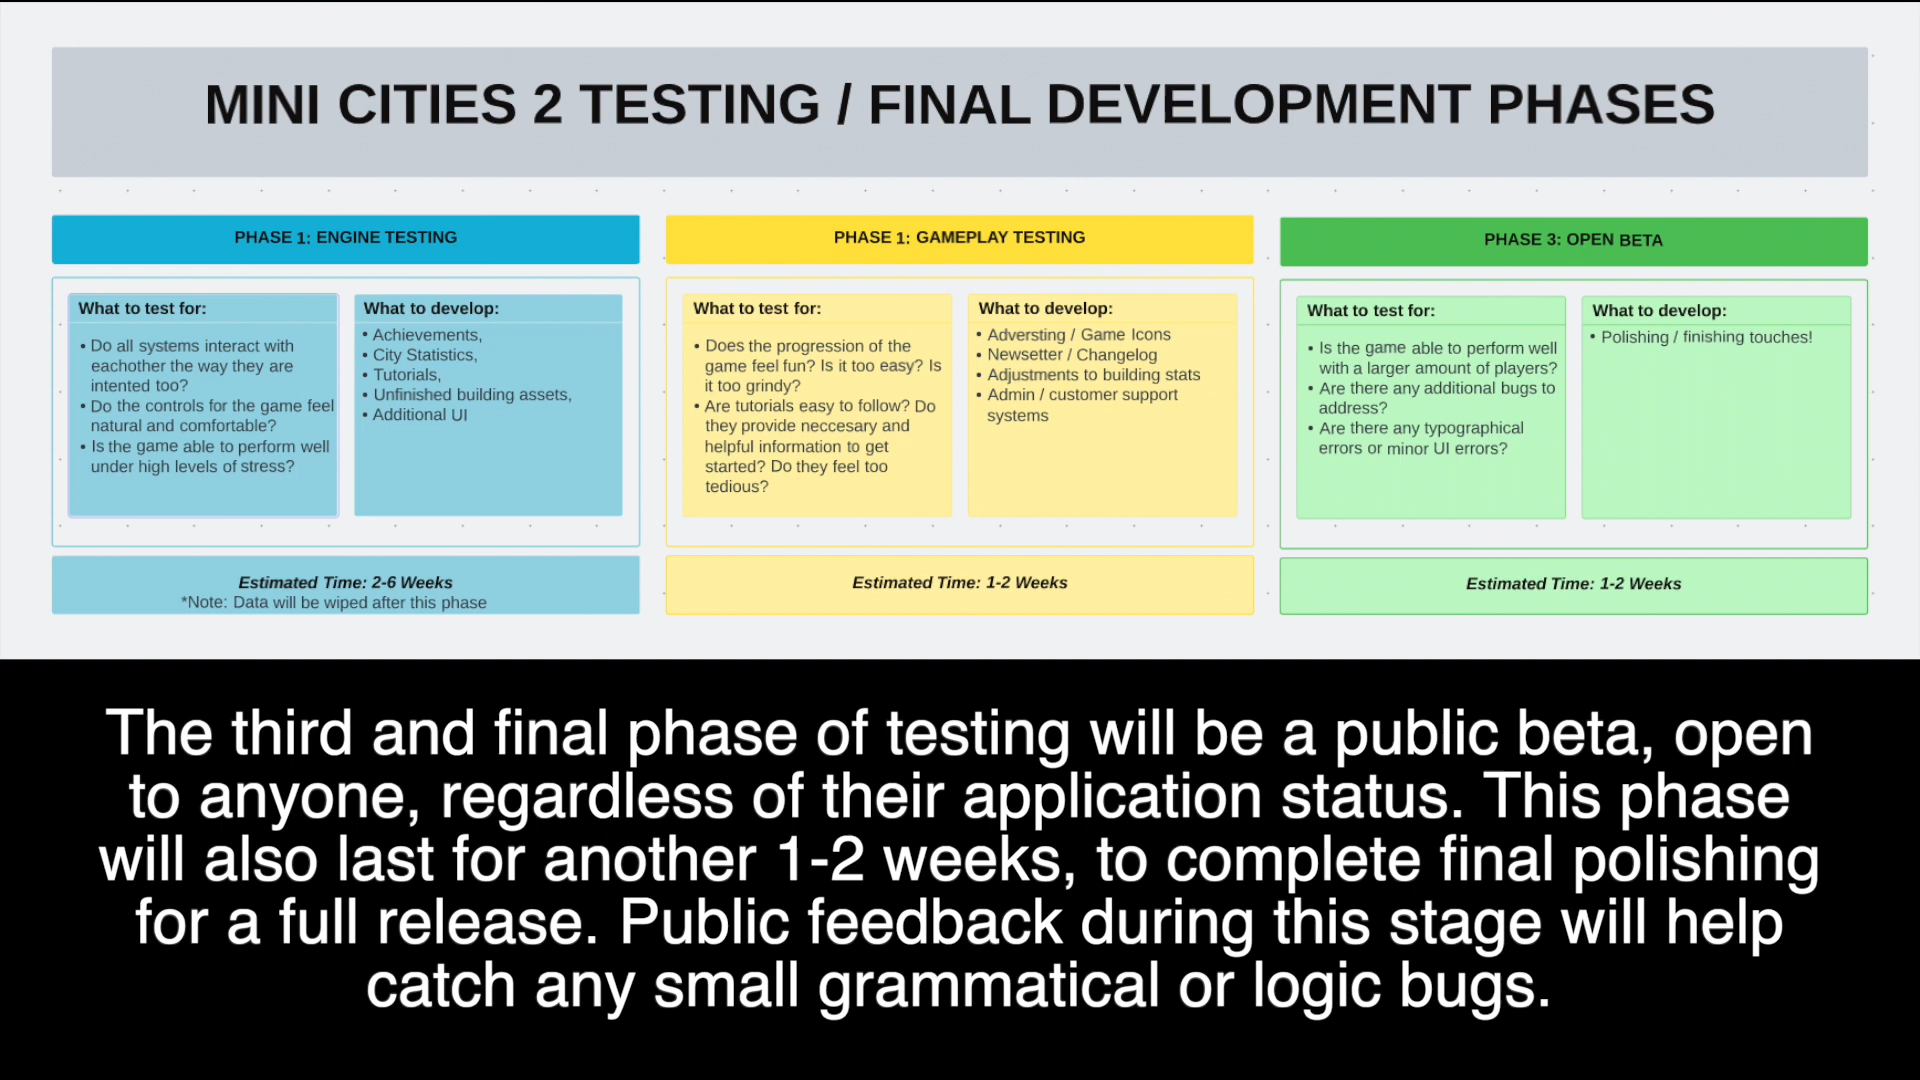 MINI CITIES 2 TESTING / FINAL DEVELOPMENT PHASES
PHASE 1: ENGINE TESTING
What to test for:
• Do all systems interact with
eachother the way they are
intented too?
• Do the controls for the game feel
natural and comfortable?
• Is the game able to perform well
under high levels of stress?
What to develop:
• Achievements,
• City Statistics,
• Tutorials,
• Unfinished building assets,
• Additional UI
Estimated Time: 2-6 Weeks
*Note: Data will be wiped after this phase
PHASE 1: GAMEPLAY TESTING
What to test for:
• Does the progression of the
game feel fun? Is it too easy? Is
it too grindy?
• Are tutorials easy to follow? Do
they provide neccesary and
helpful information to get
started? Do they feel too
tedious?
What to develop:
• Adversting / Game Icons
• Newsetter / Changelog
• Adjustments to building stats
• Admin / customer support
systems
Estimated Time: 1-2 Weeks
PHASE 3: OPEN BETA
What to test for:
• Is the game able to perform well
with a larger amount of players?
• Are there any additional bugs to
address?
• Are there any typographical
errors or minor UI errors?
What to develop:
• Polishing / finishing touches!
Estimated Time: 1-2 Weeks
The third and final phase of testing will be a public beta, open
to anyone, regardless of their application status. This phase
will also last for another 1-2 weeks, to complete final polishing
for a full release. Public feedback during this stage will help
catch any small grammatical or logic bugs.